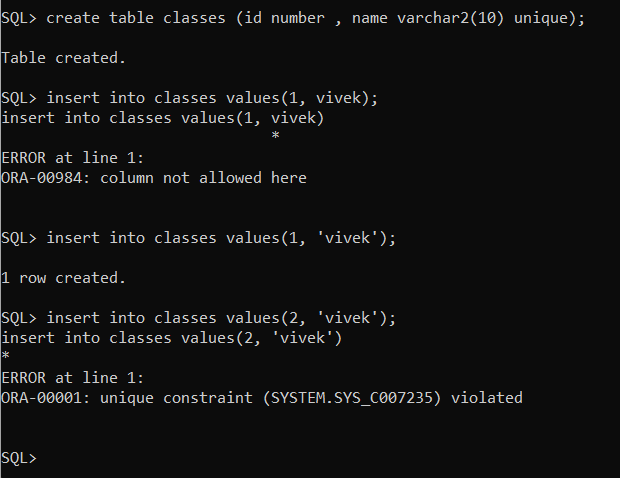 SQL> create table classes (id number , name varchar2(10) unique);
Table created.
SQL> insert into classes values(1, vivek);
insert into classes values(1, vivek)
*
ERROR at line 1:
ORA-00984: column not allowed here
SQL> insert into classes values(1, 'vivek');
1 row created.
SQL> insert into classes values(2, 'vivek');
insert into classes values(2, 'vivek')
*
ERROR at line 1:
ORA-00001: unique constraint (SYSTEM.SYS_C007235) violated
SQL>